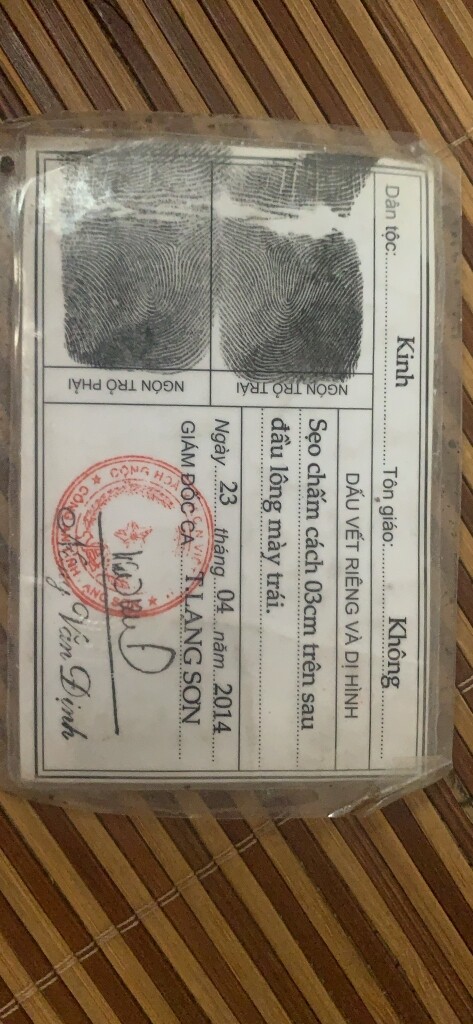 Dân tộc: Kinh Tôn giáo: Không
DẤU VẾT RIÊNG VÀ DỊ HÌNH
Sẹo chấm cách 03cm trên sau
đầu lông mày trái.
Ngày 23 tháng 04 năm 2014
GIÁM ĐỐC CA T.LẠNG SƠN
Văn Định
NGÓN TRỎ TRÁI
NGÓN TRỎ PHẢI